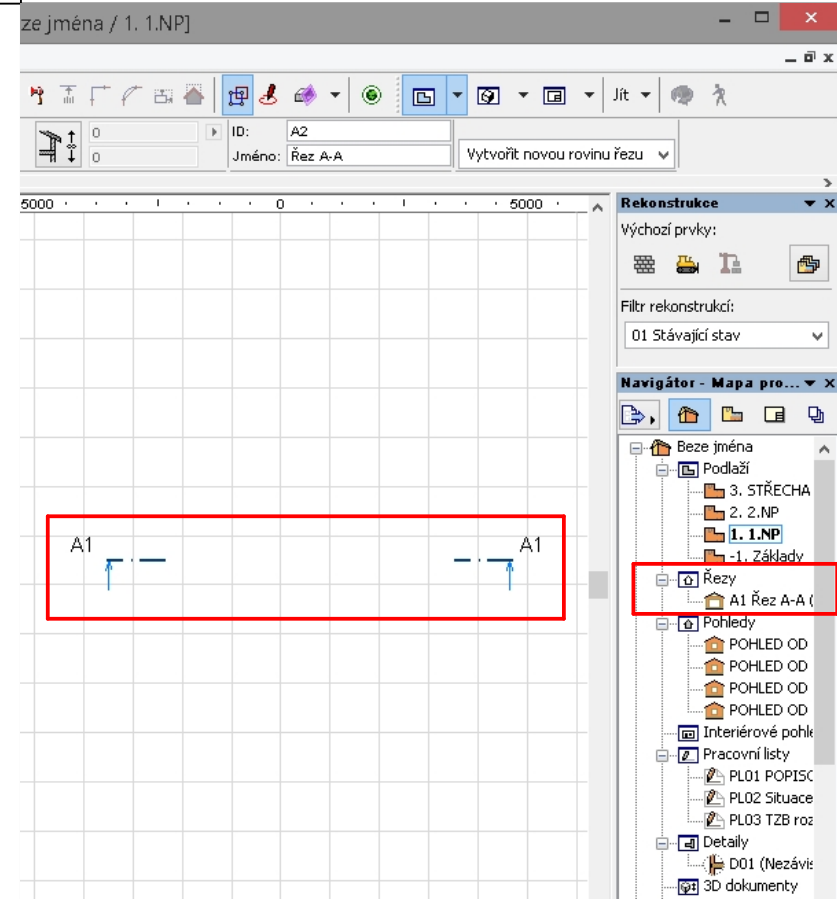 ze jména / 1. 1.NP]
Jít
0
ID:
A2
0
Jméno:
Řez A-A
Vytvořit novou rovinu řezu
5000
0
5000
Rekonstrukce
Výchozí prvky:
Filtr rekonstrukcí:
01 Stávající stav
Navigátor - Mapa pro...
Beze jména
Podlaží
3. STŘECHA
2. 2.NP
1. 1.NP
-1. Základy
Řezy
A1 Řez A-A (
Pohledy
POHLED OD
POHLED OD
POHLED OD
POHLED OD
Interiérové pohle
Pracovní listy
PL01 POPISC
PL02 Situace
PL03 TZB roz
Detaily
D01 (Nezávis
3D dokumenty
A1
A1